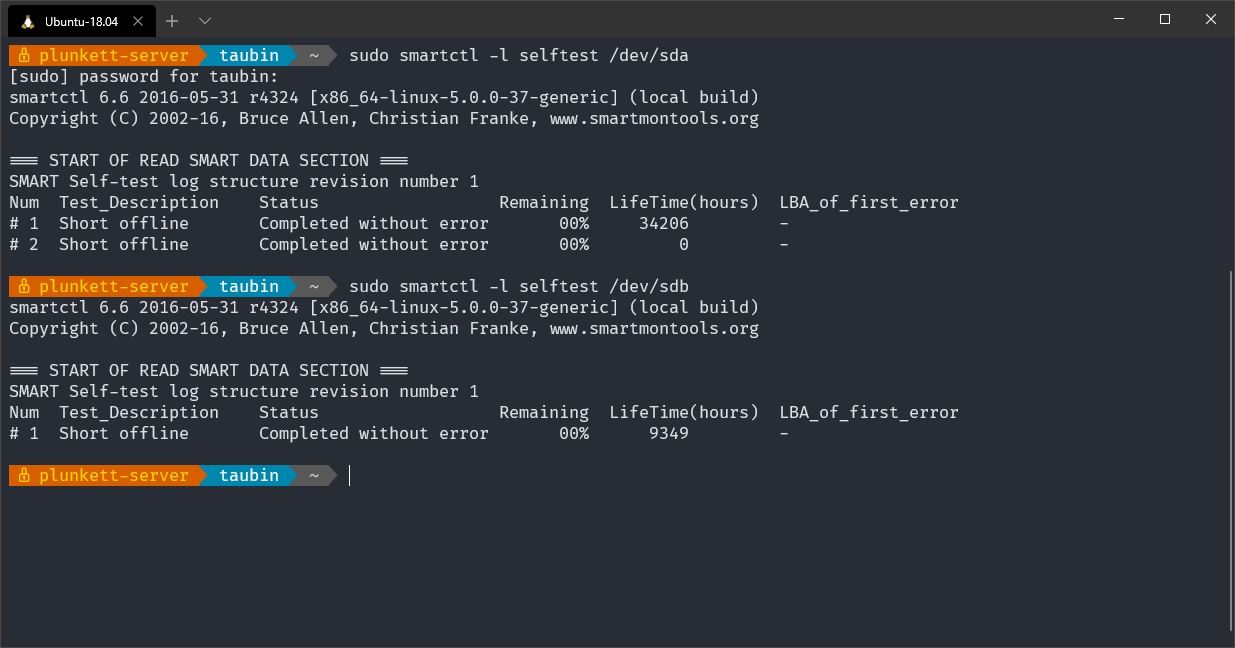 Ubuntu-18.04
plunkett-server taubin ~ sudo smartctl -l selftest /dev/sda
[sudo] password for taubin:
smartctl 6.6 2016-05-31 r4324 [x86_64-linux-5.0.0-37-generic] (local build)
Copyright (C) 2002-16, Bruce Allen, Christian Franke, www.smartmontools.org
=== START OF READ SMART DATA SECTION ===
SMART Self-test log structure revision number 1
Num  Test_Description    Status                  Remaining  LifeTime(hours)  LBA_of_first_error
# 1  Short offline       Completed without error       00%     34206         -
# 2  Short offline       Completed without error       00%         0         -
plunkett-server taubin ~ sudo smartctl -l selftest /dev/sdb
smartctl 6.6 2016-05-31 r4324 [x86_64-linux-5.0.0-37-generic] (local build)
Copyright (C) 2002-16, Bruce Allen, Christian Franke, www.smartmontools.org
=== START OF READ SMART DATA SECTION ===
SMART Self-test log structure revision number 1
Num  Test_Description    Status                  Remaining  LifeTime(hours)  LBA_of_first_error
# 1  Short offline       Completed without error       00%      9349         -
plunkett-server taubin ~